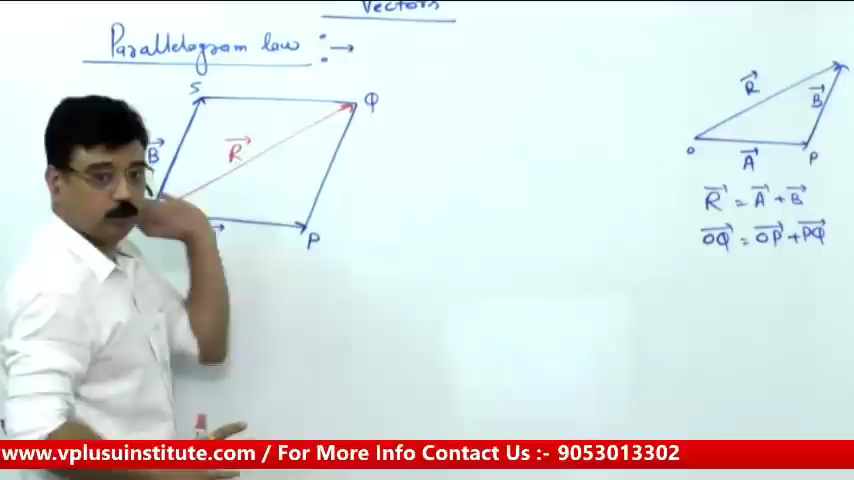 Vectors
Parallelogram law :→
S
Q
B
R
P
R
B
A
O
P
R = A + B
OQ = OP + PQ
www.vplusuinstitute.com / For More Info Contact Us :- 9053013302